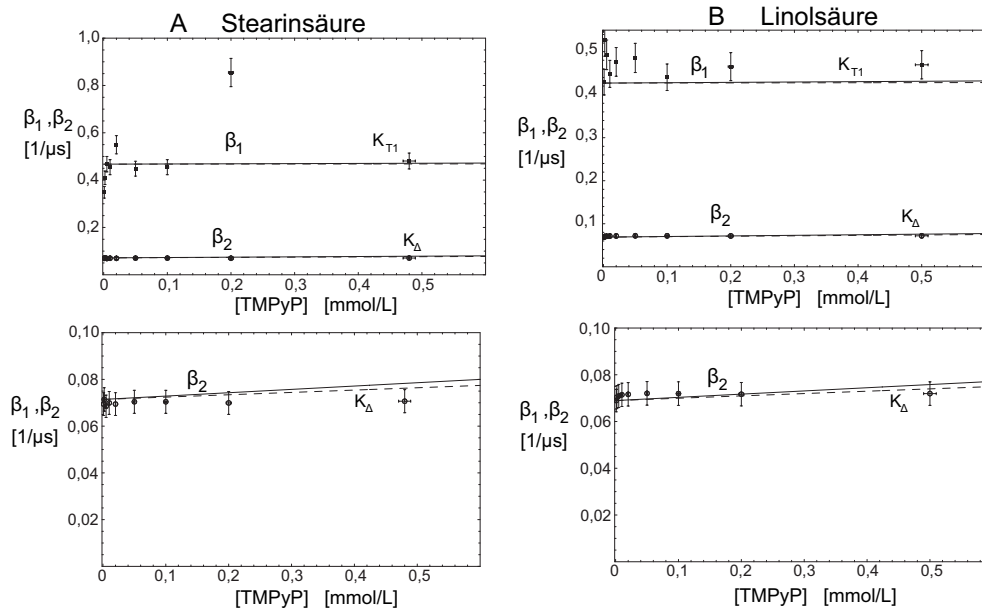 A Stearinsäure
1,0
0,8
0,6
0,4
0,2
β1 ,β2
[1/µs]
β1
KT1
β2
KΔ
0 0,1 0,2 0,3 0,4 0,5
[TMPyP] [mmol/L]
B Linolsäure
0,5
0,4
0,3
0,2
0,1
β1 ,β2
[1/µs]
β1
KT1
β2
KΔ
0 0,1 0,2 0,3 0,4 0,5
[TMPyP] [mmol/L]
0,10
0,08
0,06
0,04
0,02
β1 ,β2
[1/µs]
β2
KΔ
0 0,1 0,2 0,3 0,4 0,5
[TMPyP] [mmol/L]
0,10
0,08
0,06
0,04
0,02
β1 ,β2
[1/µs]
β2
KΔ
0 0,1 0,2 0,3 0,4 0,5
[TMPyP] [mmol/L]